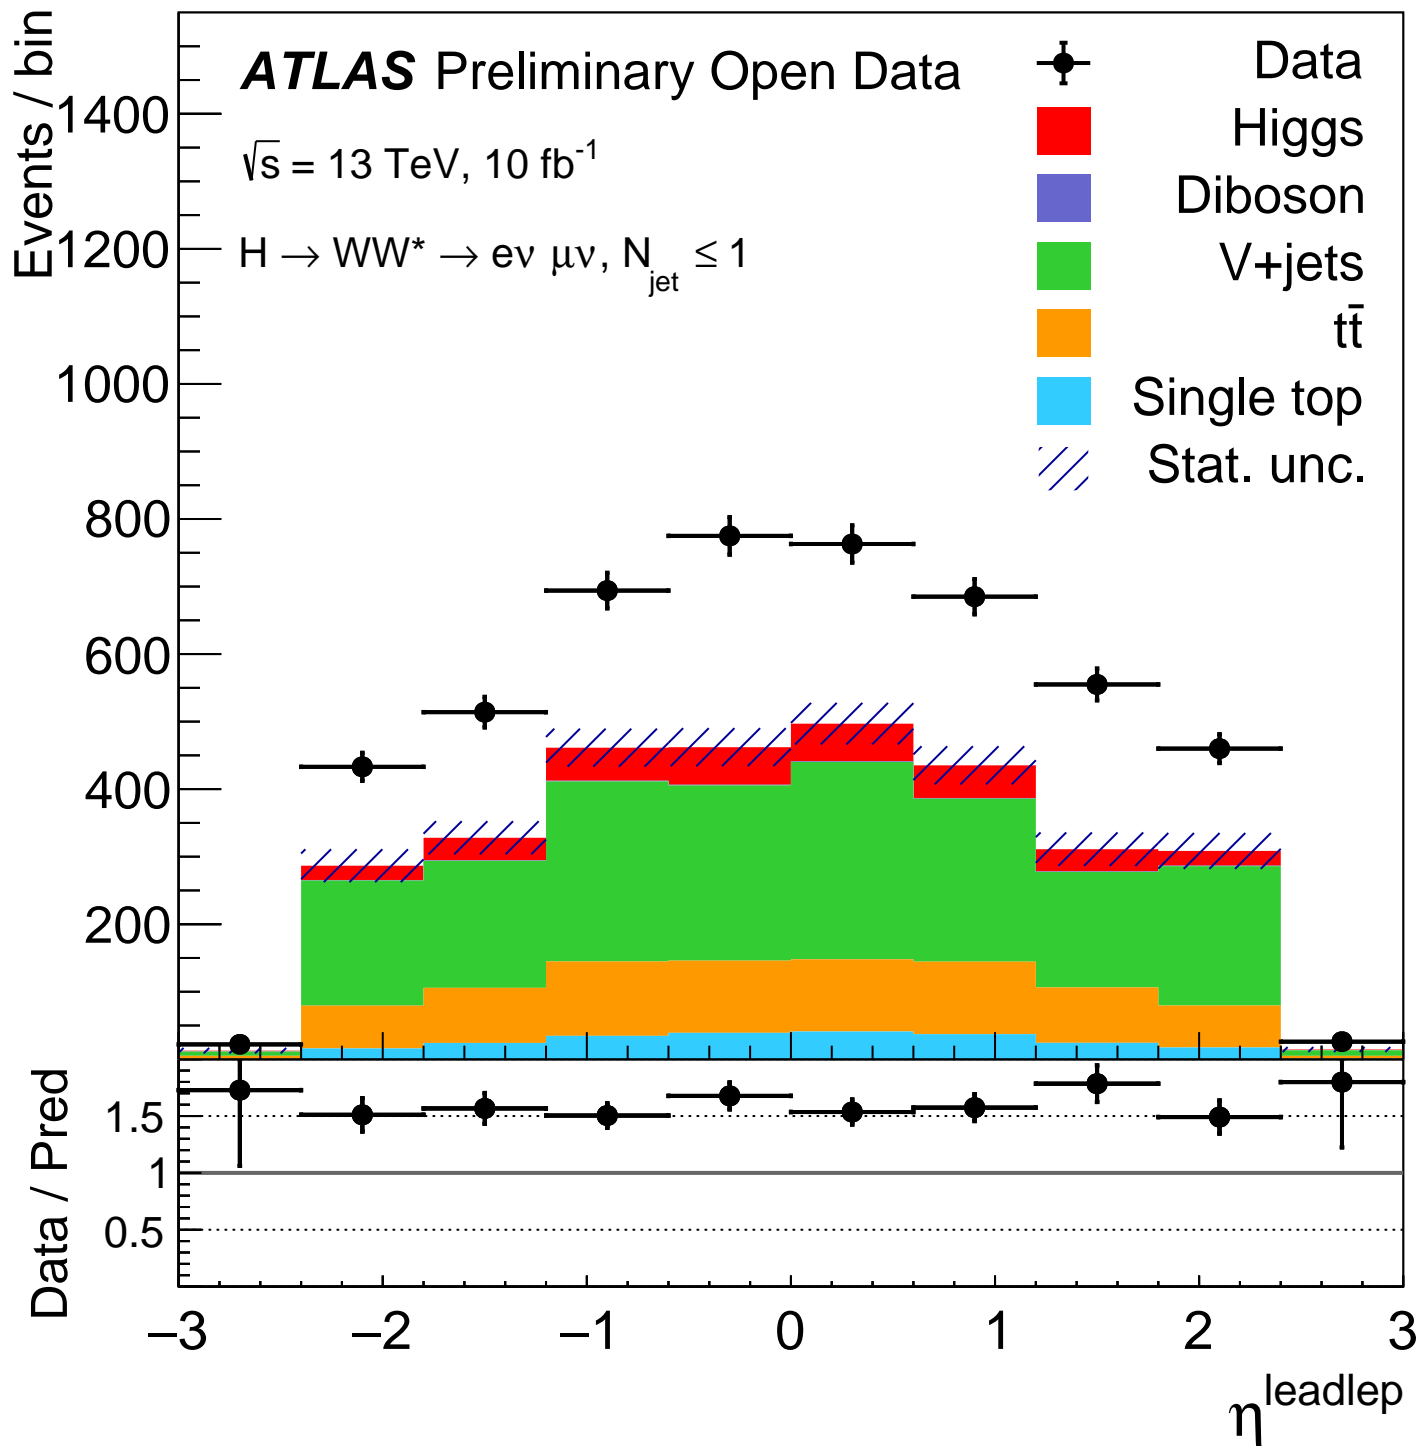 Events / bin
ATLAS Preliminary Open Data
√s = 13 TeV, 10 fb⁻¹
H → WW* → eν μν, N_jet ≤ 1
Data
Higgs
Diboson
V+jets
tt̄
Single top
Stat. unc.
1400
1200
1000
800
600
400
200
Data / Pred
1.5
1
0.5
−3
−2
−1
0
1
2
3
η^leadlep